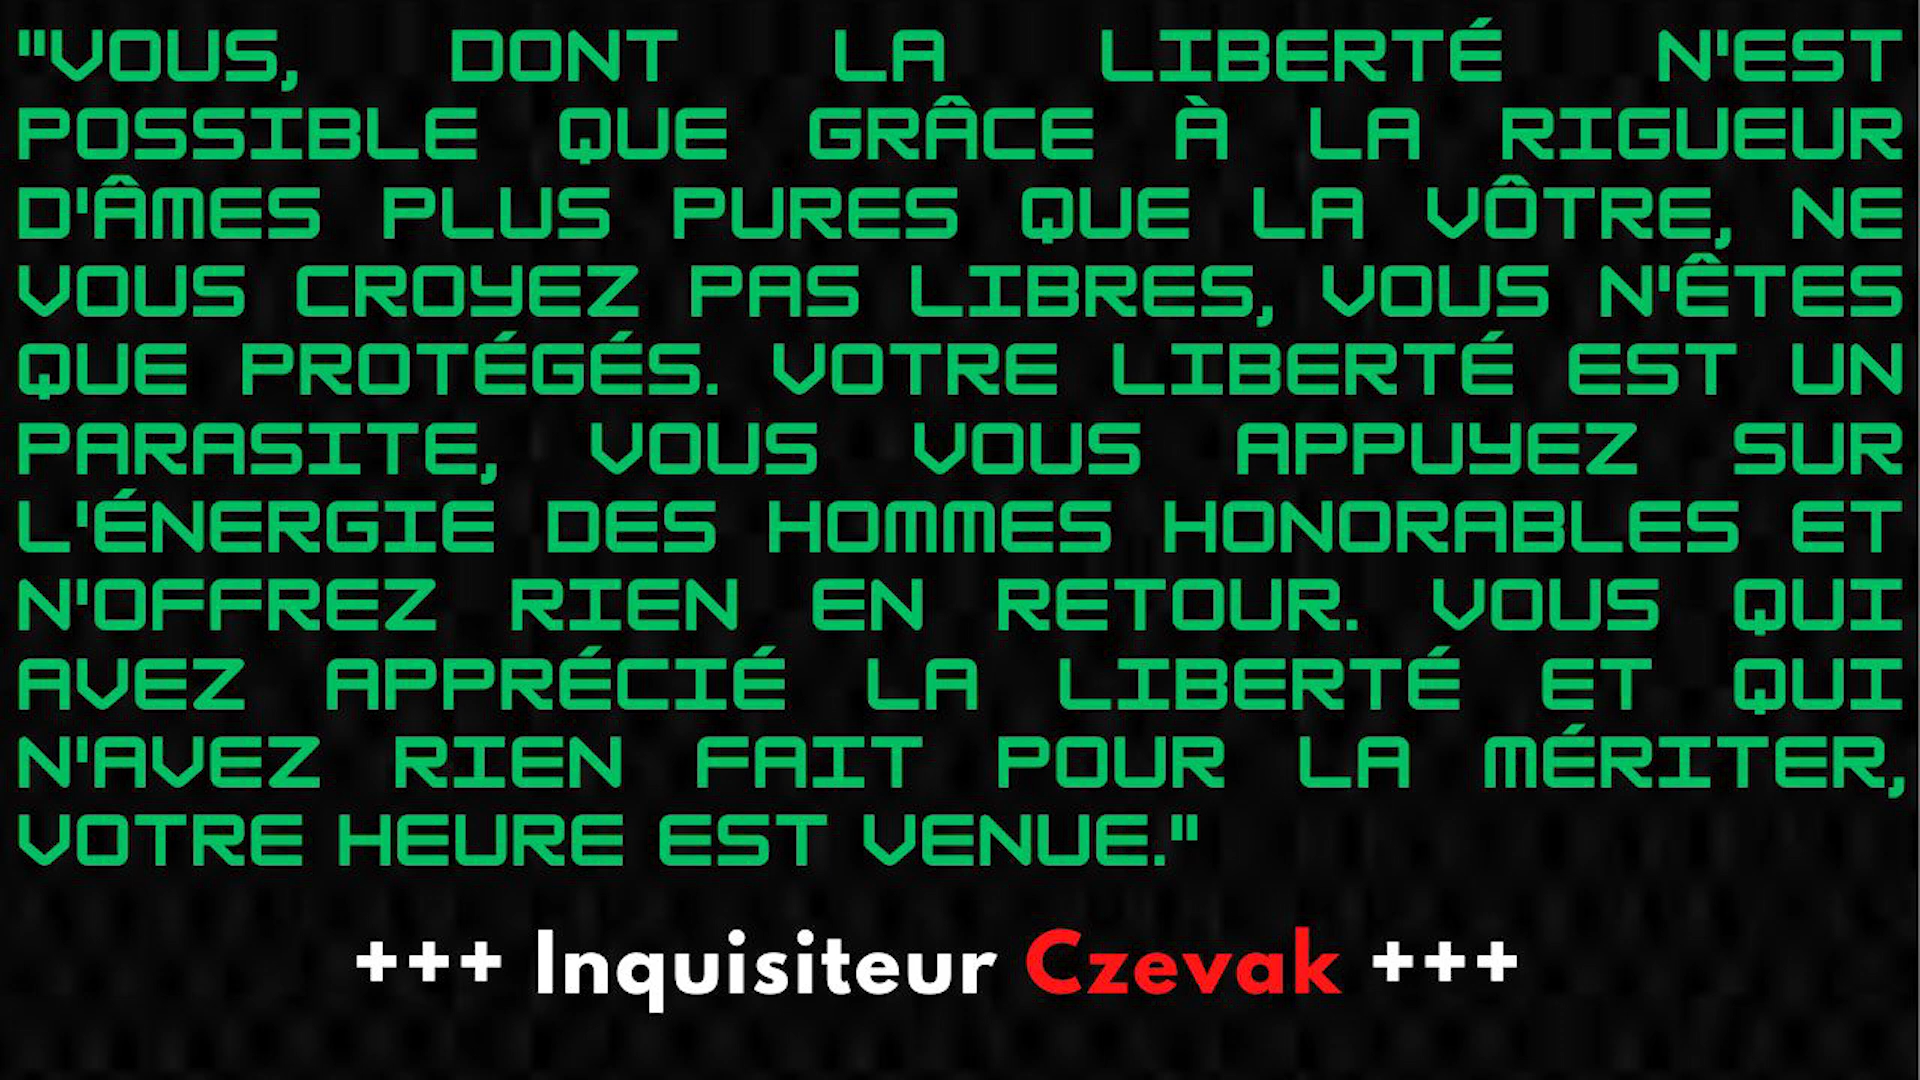 "VOUS, DONT LA LIBERTÉ N'EST
POSSIBLE QUE GRÂCE À LA RIGUEUR
D'ÂMES PLUS PURES QUE LA VÔTRE, NE
VOUS CROYEZ PAS LIBRES, VOUS N'ÊTES
QUE PROTÉGÉS. VOTRE LIBERTÉ EST UN
PARASITE, VOUS VOUS APPUYEZ SUR
L'ÉNERGIE DES HOMMES HONORABLES ET
N'OFFREZ RIEN EN RETOUR. VOUS QUI
AVEZ APPRÉCIÉ LA LIBERTÉ ET QUI
N'AVEZ RIEN FAIT POUR LA MÉRITER,
VOTRE HEURE EST VENUE."
+++ Inquisiteur Czevak +++